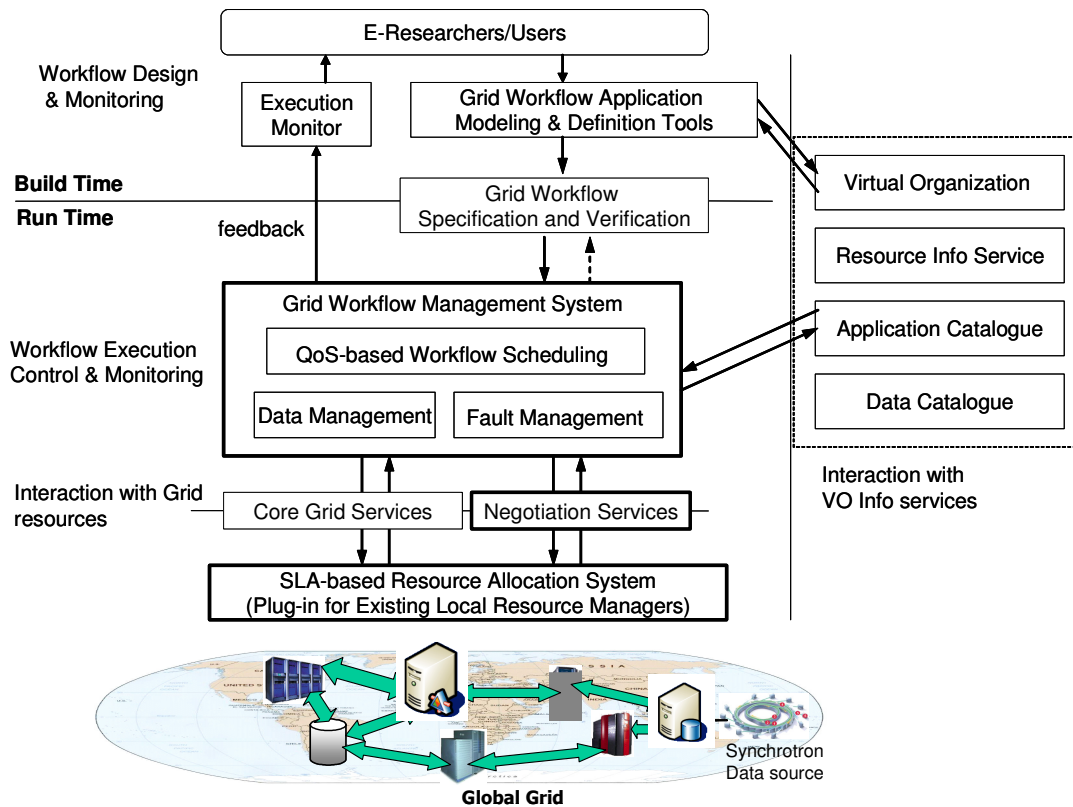 E-Researchers/Users
Workflow Design
& Monitoring
Execution
Monitor
Grid Workflow Application
Modeling & Definition Tools
Build Time
Run Time
Grid Workflow
Specification and Verification
feedback
Virtual Organization
Resource Info Service
Application Catalogue
Data Catalogue
Interaction with
VO Info services
Grid Workflow Management System
QoS-based Workflow Scheduling
Data Management
Fault Management
Workflow Execution
Control & Monitoring
Interaction with Grid
resources
Core Grid Services
Negotiation Services
SLA-based Resource Allocation System
(Plug-in for Existing Local Resource Managers)
Synchrotron
Data source
Global Grid